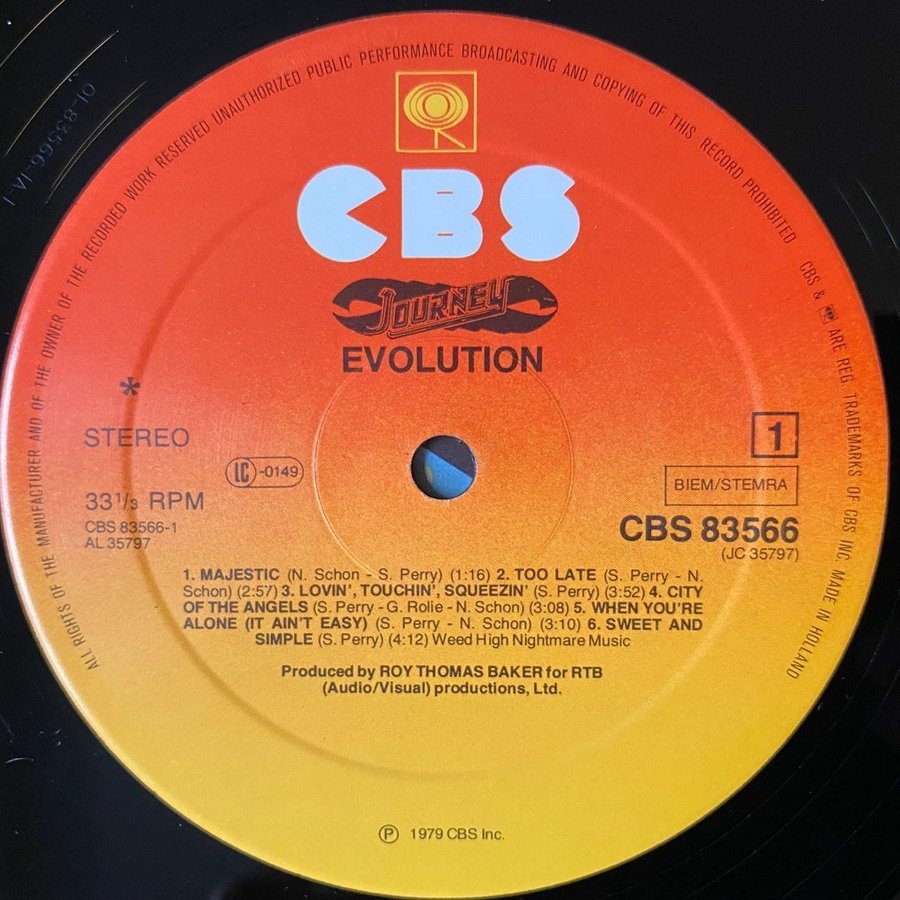 ALL RIGHTS OF THE MANUFACTURER AND OF THE OWNER OF THE RECORDED WORK RESERVED UNAUTHORIZED PUBLIC PERFORMANCE BROADCASTING AND COPYING OF THIS RECORD PROHIBITED CBS & ARE REG. TRADEMARKS OF CBS INC. MADE IN HOLLAND
01-83566-1A-1
CBS
JOURNEY
EVOLUTION
*
STEREO
LC -0149
33 1/3 RPM
CBS 83566-1
AL 35797
1
BIEM/STEMRA
CBS 83566
(JC 35797)
1. MAJESTIC (N. Schon - S. Perry) (1:16) 2. TOO LATE (S. Perry - N.
Schon) (2:57) 3. LOVIN', TOUCHIN', SQUEEZIN' (S. Perry) (3:52) 4. CITY
OF THE ANGELS (S. Perry - G. Rolie - N. Schon) (3:08) 5. WHEN YOU'RE
ALONE (IT AIN'T EASY) (S. Perry - N. Schon) (3:10) 6. SWEET AND
SIMPLE (S. Perry) (4:12) Weed High Nightmare Music
Produced by ROY THOMAS BAKER for RTB
(Audio/Visual) productions, Ltd.
Ⓟ 1979 CBS Inc.